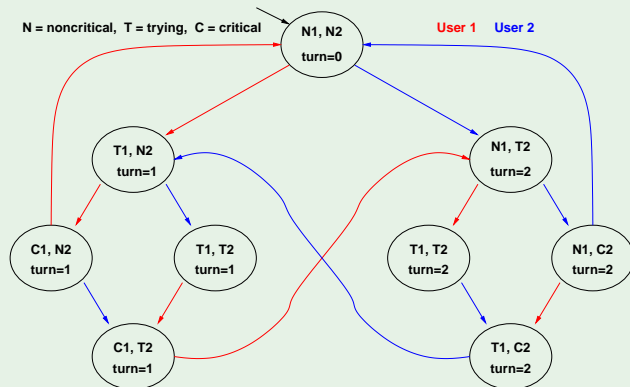 N = noncritical, T = trying, C = critical
User 1 User 2
N1, N2
turn=0
T1, N2
turn=1
N1, T2
turn=2
C1, N2
turn=1
T1, T2
turn=1
T1, T2
turn=2
N1, C2
turn=2
C1, T2
turn=1
T1, C2
turn=2